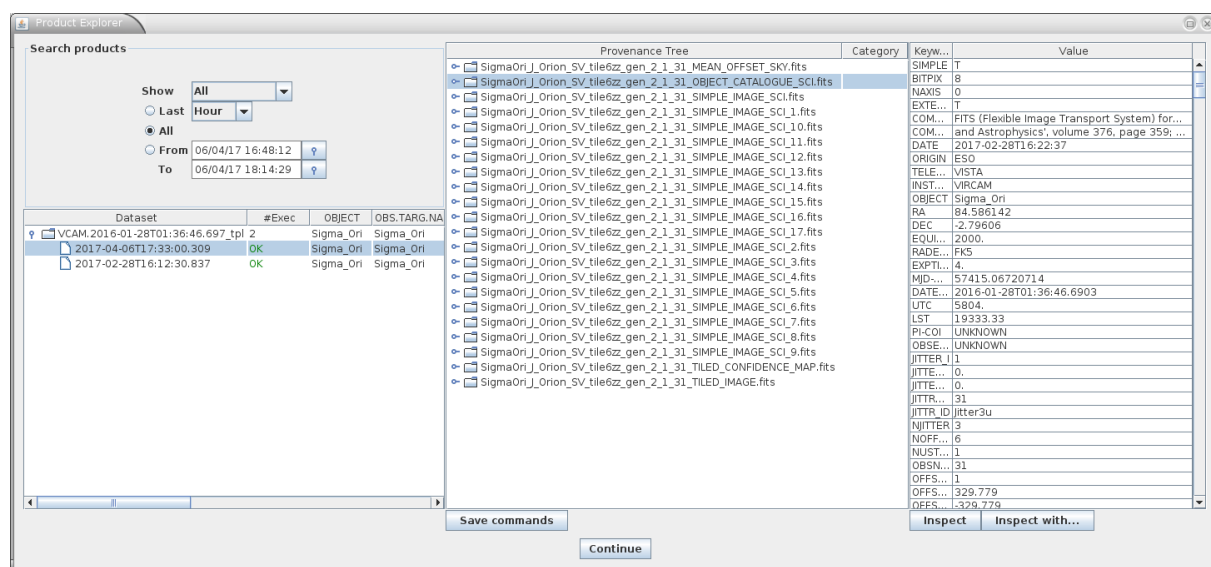 Product Explorer
Search products
Show All
Last Hour
All
From 06/04/17 16:48:12
To 06/04/17 18:14:29
Dataset #Exec OBJECT OBS.TARG.NA
VCAM.2016-01-28T01:36:46.697_tpl 2 Sigma_Ori Sigma_Ori
2017-04-06T17:33:00.309 OK Sigma_Ori Sigma_Ori
2017-02-28T16:12:30.837 OK Sigma_Ori Sigma_Ori
Provenance Tree Category
SigmaOri_J_Orion_SV_tile6zz_gen_2_1_31_MEAN_OFFSET_SKY.fits
SigmaOri_J_Orion_SV_tile6zz_gen_2_1_31_OBJECT_CATALOGUE_SCI.fits
SigmaOri_J_Orion_SV_tile6zz_gen_2_1_31_SIMPLE_IMAGE_SCI.fits
SigmaOri_J_Orion_SV_tile6zz_gen_2_1_31_SIMPLE_IMAGE_SCI_1.fits
SigmaOri_J_Orion_SV_tile6zz_gen_2_1_31_SIMPLE_IMAGE_SCI_10.fits
SigmaOri_J_Orion_SV_tile6zz_gen_2_1_31_SIMPLE_IMAGE_SCI_11.fits
SigmaOri_J_Orion_SV_tile6zz_gen_2_1_31_SIMPLE_IMAGE_SCI_12.fits
SigmaOri_J_Orion_SV_tile6zz_gen_2_1_31_SIMPLE_IMAGE_SCI_13.fits
SigmaOri_J_Orion_SV_tile6zz_gen_2_1_31_SIMPLE_IMAGE_SCI_14.fits
SigmaOri_J_Orion_SV_tile6zz_gen_2_1_31_SIMPLE_IMAGE_SCI_15.fits
SigmaOri_J_Orion_SV_tile6zz_gen_2_1_31_SIMPLE_IMAGE_SCI_16.fits
SigmaOri_J_Orion_SV_tile6zz_gen_2_1_31_SIMPLE_IMAGE_SCI_17.fits
SigmaOri_J_Orion_SV_tile6zz_gen_2_1_31_SIMPLE_IMAGE_SCI_2.fits
SigmaOri_J_Orion_SV_tile6zz_gen_2_1_31_SIMPLE_IMAGE_SCI_3.fits
SigmaOri_J_Orion_SV_tile6zz_gen_2_1_31_SIMPLE_IMAGE_SCI_4.fits
SigmaOri_J_Orion_SV_tile6zz_gen_2_1_31_SIMPLE_IMAGE_SCI_5.fits
SigmaOri_J_Orion_SV_tile6zz_gen_2_1_31_SIMPLE_IMAGE_SCI_6.fits
SigmaOri_J_Orion_SV_tile6zz_gen_2_1_31_SIMPLE_IMAGE_SCI_7.fits
SigmaOri_J_Orion_SV_tile6zz_gen_2_1_31_SIMPLE_IMAGE_SCI_8.fits
SigmaOri_J_Orion_SV_tile6zz_gen_2_1_31_SIMPLE_IMAGE_SCI_9.fits
SigmaOri_J_Orion_SV_tile6zz_gen_2_1_31_TILED_CONFIDENCE_MAP.fits
SigmaOri_J_Orion_SV_tile6zz_gen_2_1_31_TILED_IMAGE.fits
Keyw... Value
SIMPLE T
BITPIX 8
NAXIS 0
EXTE... T
COM... FITS (Flexible Image Transport System) for...
COM... and Astrophysics', volume 376, page 359; ...
DATE 2017-02-28T16:22:37
ORIGIN ESO
TELE... VISTA
INST... VIRCAM
OBJECT Sigma_Ori
RA 84.586142
DEC -2.79606
EQUI... 2000.
RADE... FK5
EXPTI... 4.
MJD-... 57415.06720714
DATE... 2016-01-28T01:36:46.6903
UTC 5804.
LST 19333.33
PI-COI UNKNOWN
OBSE... UNKNOWN
JITTER_I 1
JITTE... 0.
JITTE... 0.
JITTR... 31
JITTR_ID Jitter3u
NJITTER 3
NOFF... 6
NUST... 1
OBSN... 31
OFFS... 1
OFFS... 329.779
OFFS... -329.779
Save commands
Inspect Inspect with...
Continue